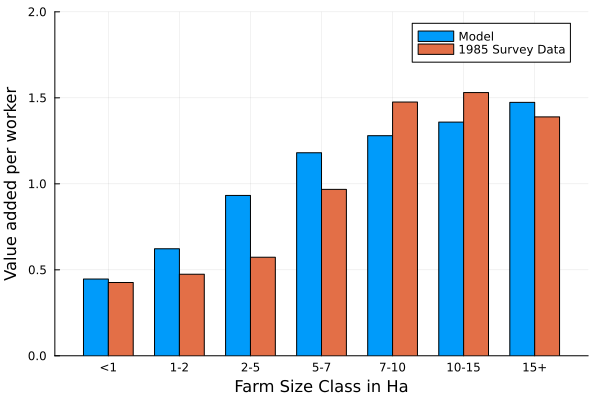 2.0
1.5
1.0
0.5
0.0
Value added per worker
Model
1985 Survey Data
<1 1-2 2-5 5-7 7-10 10-15 15+
Farm Size Class in Ha